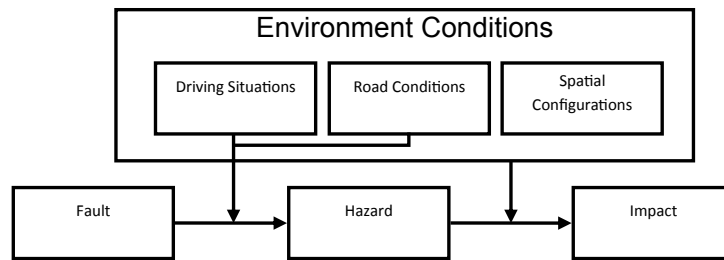 Environment Conditions
Driving Situations
Road Conditions
Spatial
Configurations
Fault
Hazard
Impact